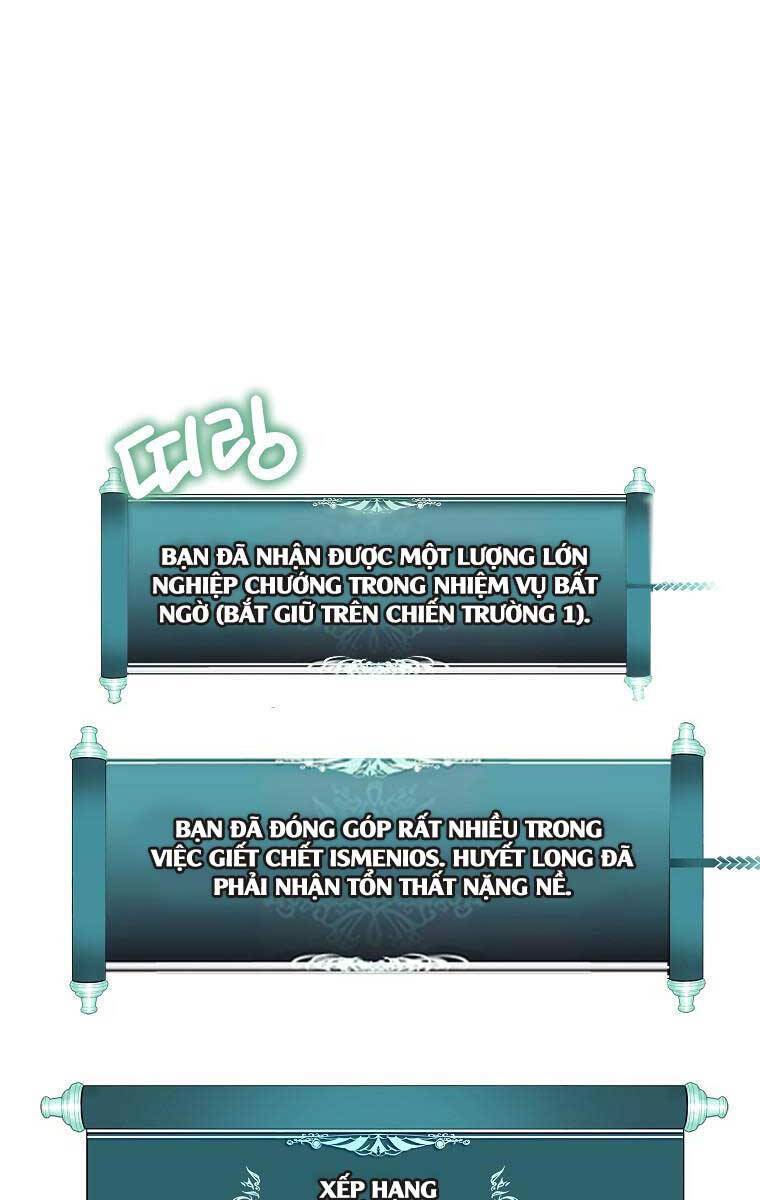 띠링
BẠN ĐÃ NHẬN ĐƯỢC MỘT LƯỢNG LỚN
NGHIỆP CHƯỚNG TRONG NHIỆM VỤ BẤT
NGỜ (BẮT GIỮ TRÊN CHIẾN TRƯỜNG 1).
BẠN ĐÃ ĐÓNG GÓP RẤT NHIỀU TRONG
VIỆC GIẾT CHẾT ISMENIOS. HUYẾT LONG ĐÃ
PHẢI NHẬN TỔN THẤT NẶNG NỀ.
XẾP HẠNG